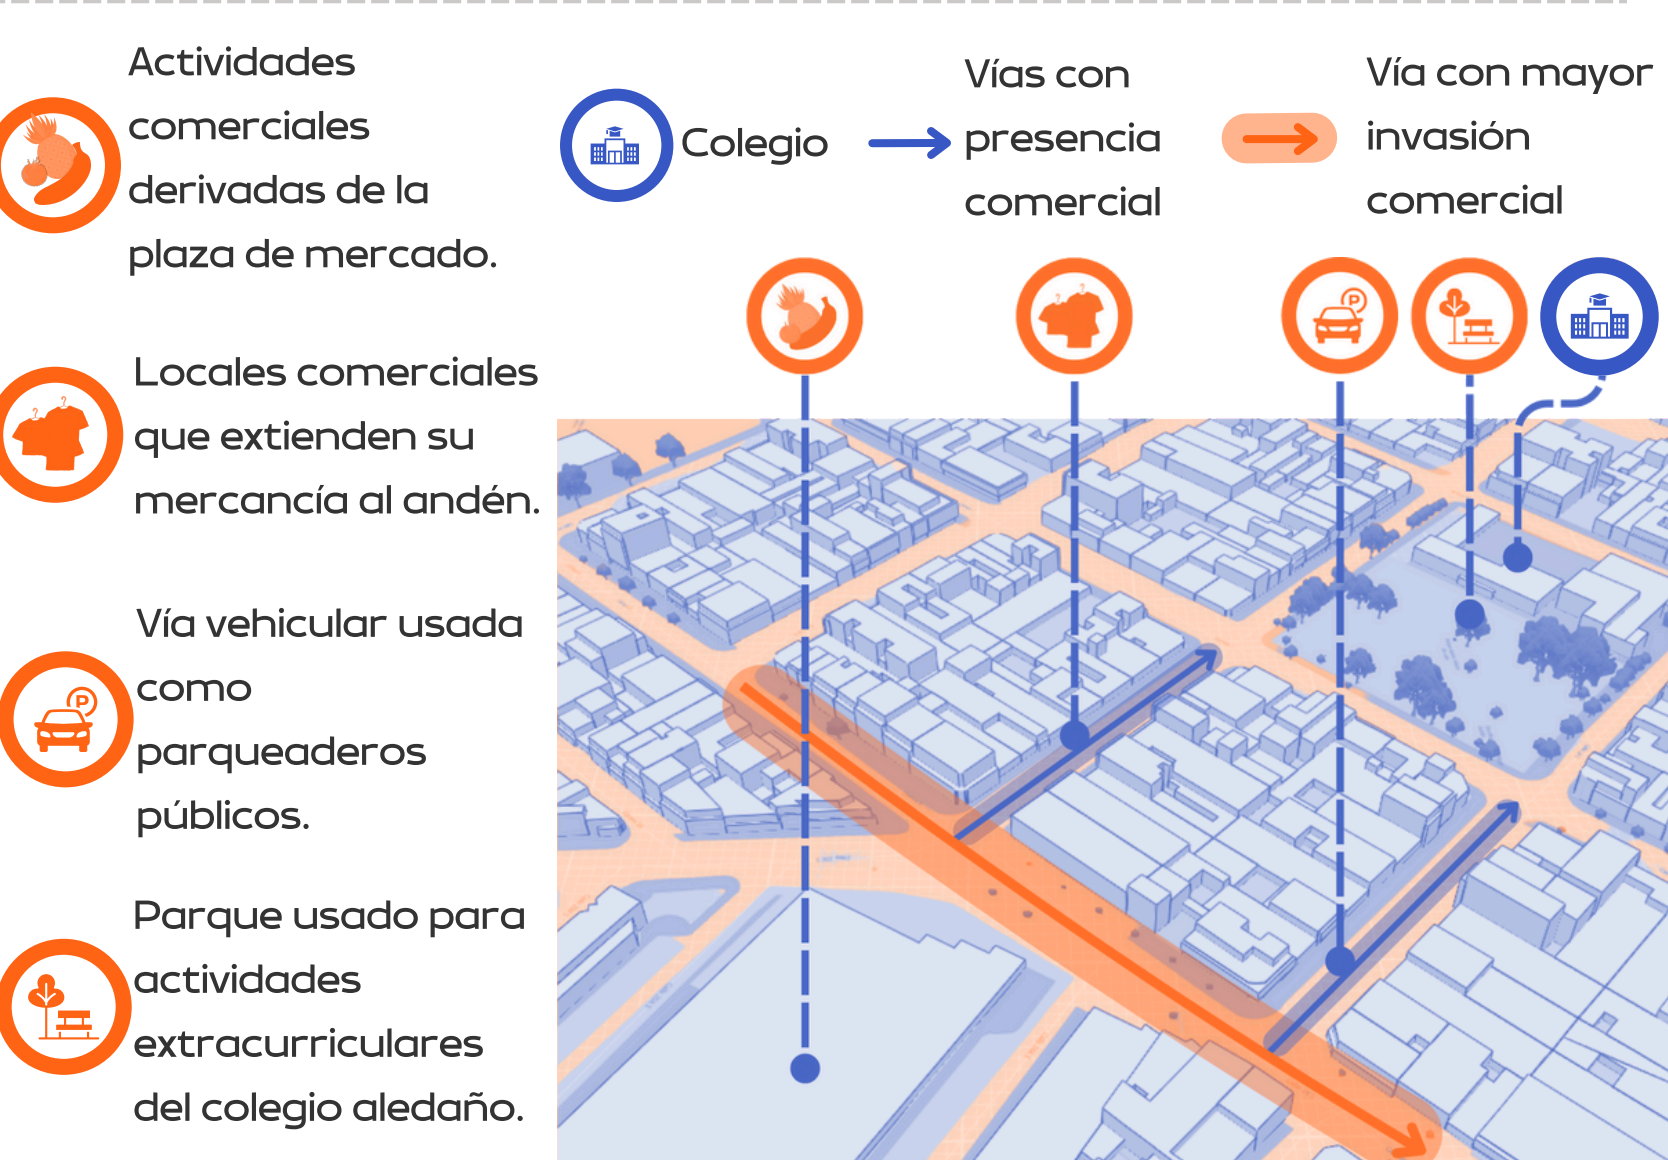 Actividades
comerciales
derivadas de la
plaza de mercado.
Colegio
Vías con
presencia
comercial
Vía con mayor
invasión
comercial
Locales comerciales
que extienden su
mercancía al andén.
Vía vehicular usada
como
parqueaderos
públicos.
Parque usado para
actividades
extracurriculares
del colegio aledaño.
P
P